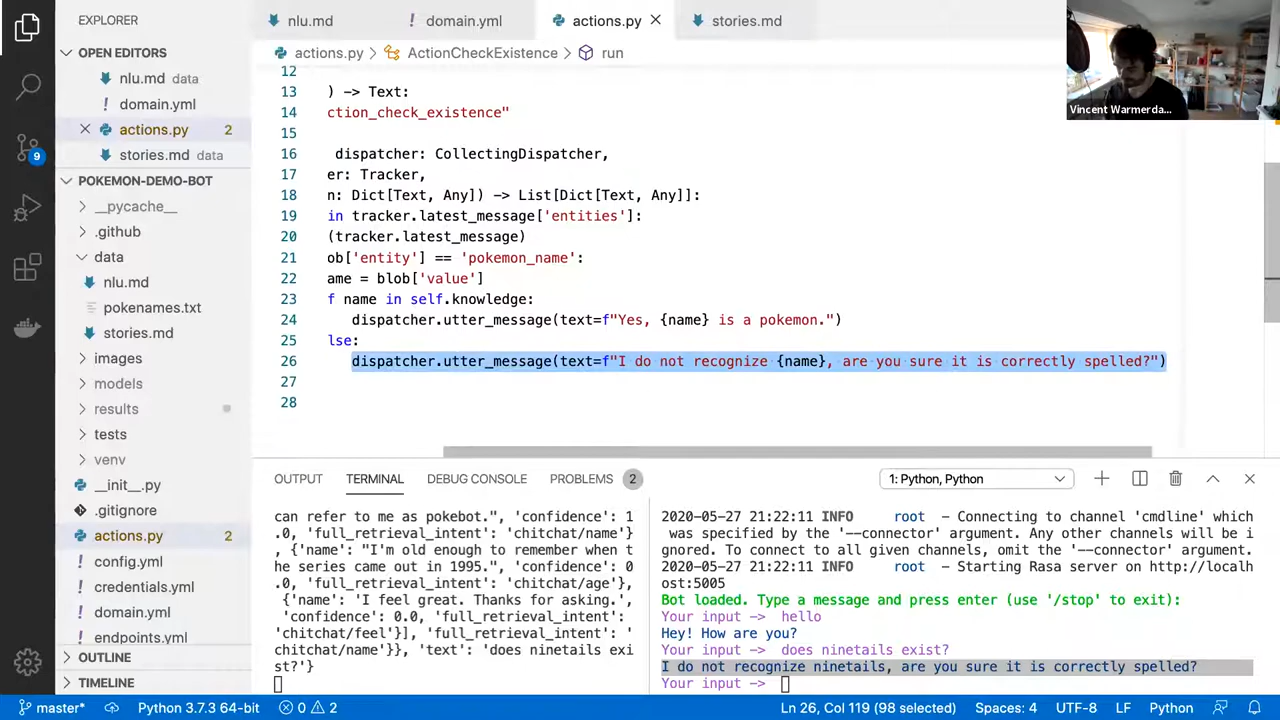 EXPLORER
OPEN EDITORS
nlu.md data
domain.yml
actions.py 2
stories.md data
POKEMON-DEMO-BOT
__pycache__
.github
data
nlu.md
pokenames.txt
stories.md
images
models
results
tests
venv
__init__.py
.gitignore
actions.py 2
config.yml
credentials.yml
domain.yml
endpoints.yml
OUTLINE
TIMELINE
9
nlu.md
domain.yml
actions.py
stories.md
actions.py > ActionCheckExistence > run
12
13 ) -> Text:
14 ction_check_existence"
15
16 dispatcher: CollectingDispatcher,
17 er: Tracker,
18 n: Dict[Text, Any]) -> List[Dict[Text, Any]]:
19 in tracker.latest_message['entities']:
20 (tracker.latest_message)
21 ob['entity'] == 'pokemon_name':
22 ame = blob['value']
23 f name in self.knowledge:
24 dispatcher.utter_message(text=f"Yes, {name} is a pokemon.")
25 lse:
26 dispatcher.utter_message(text=f"I do not recognize {name}, are you sure it is correctly spelled?")
27
28
Vincent Warmerda...
OUTPUT TERMINAL DEBUG CONSOLE PROBLEMS 2
1: Python, Python
can refer to me as pokebot.", 'confidence': 1
.0, 'full_retrieval_intent': 'chitchat/name'}
, {'name': "I'm old enough to remember when t
he series came out in 1995.", 'confidence': 0
.0, 'full_retrieval_intent': 'chitchat/age'},
{'name': 'I feel great. Thanks for asking.',
'confidence': 0.0, 'full_retrieval_intent':
'chitchat/feel'}], 'full_retrieval_intent': '
chitchat/name'}}, 'text': 'does ninetails exi
st?'}
2020-05-27 21:22:11 INFO root - Connecting to channel 'cmdline' which
was specified by the '--connector' argument. Any other channels will be i
gnored. To connect to all given channels, omit the '--connector' argument.
2020-05-27 21:22:11 INFO root - Starting Rasa server on http://localh
ost:5005
Bot loaded. Type a message and press enter (use '/stop' to exit):
Your input -> hello
Hey! How are you?
Your input -> does ninetails exist?
I do not recognize ninetails, are you sure it is correctly spelled?
Your input ->
master* Python 3.7.3 64-bit 0 2 Ln 26, Col 119 (98 selected) Spaces: 4 UTF-8 LF Python